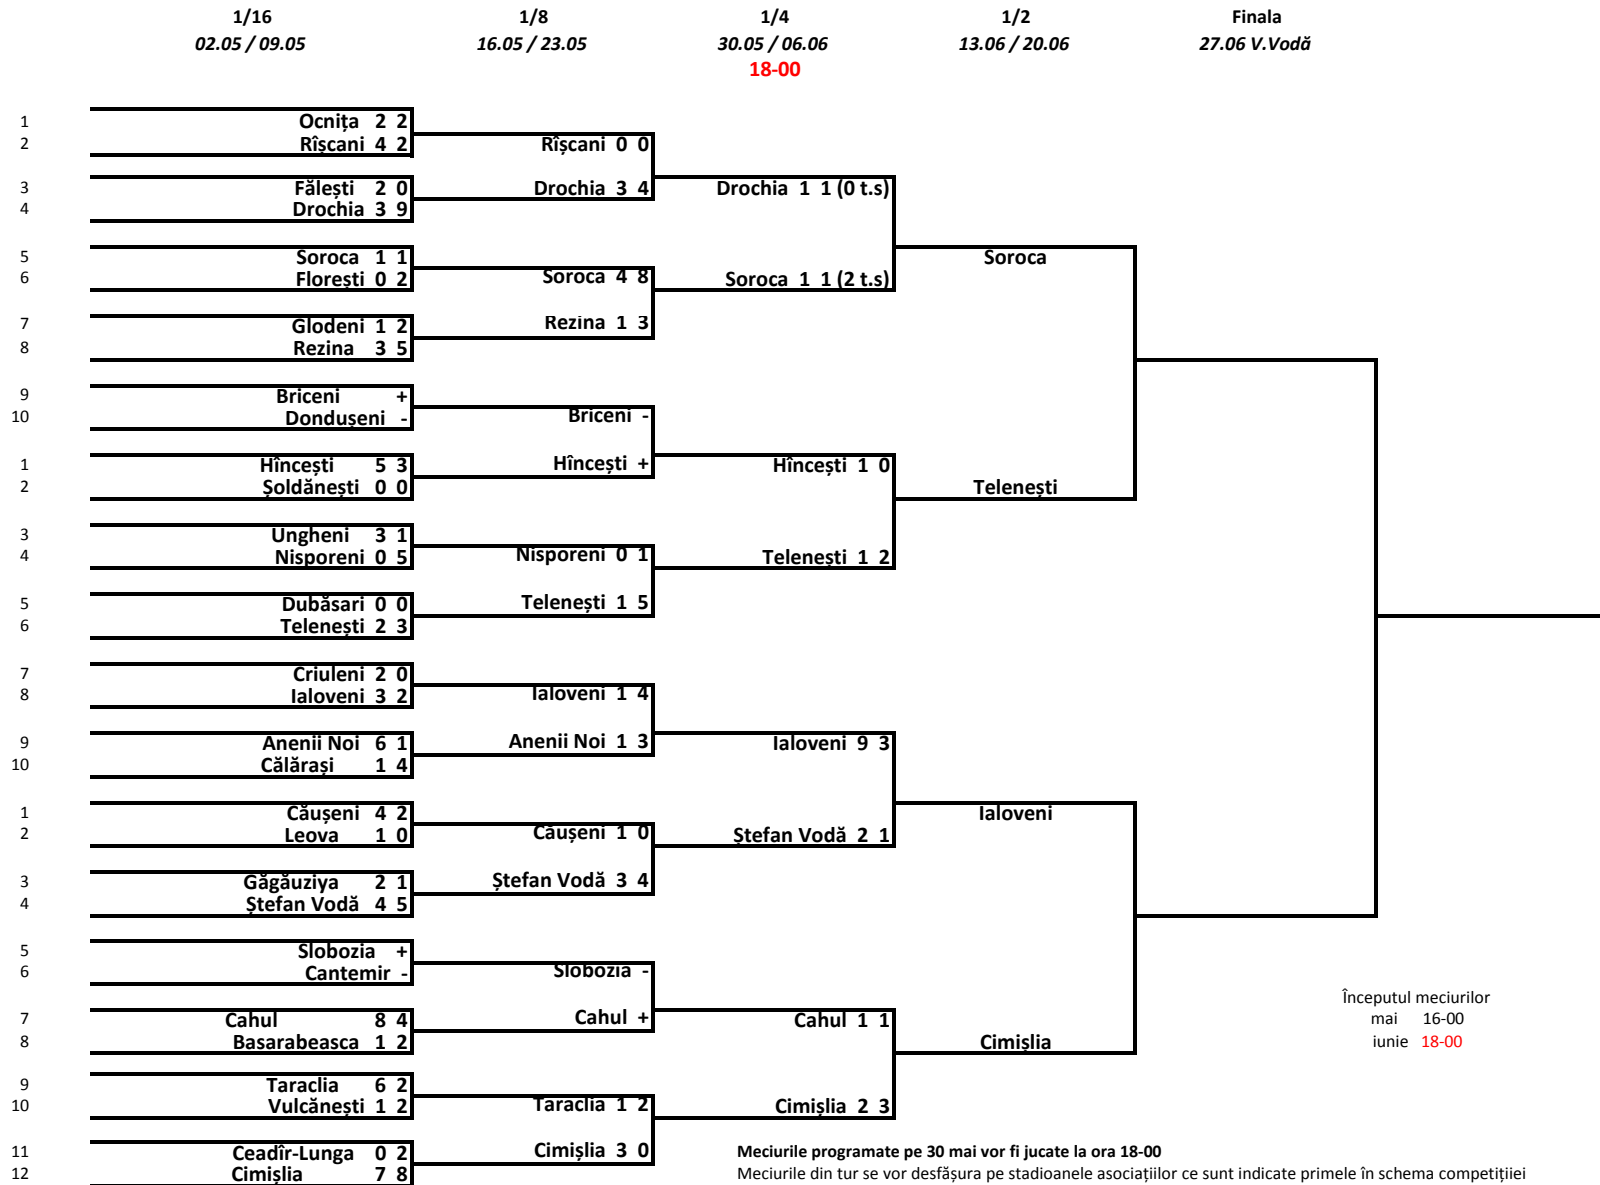 1/16 1/8 1/4 1/2 Finala
02.05 / 09.05 16.05 / 23.05 30.05 / 06.06 13.06 / 20.06 27.06 V.Vodă
18-00
1 Ocnița 2 2
2 Rîșcani 4 2 Rîșcani 0 0
3 Fălești 2 0 Drochia 3 4 Drochia 1 1 (0 t.s)
4 Drochia 3 9
5 Soroca 1 1 Soroca
6 Florești 0 2 Soroca 4 8 Soroca 1 1 (2 t.s)
7 Glodeni 1 2 Rezina 1 3
8 Rezina 3 5
9 Briceni +
10 Dondușeni - Briceni -
1 Hîncești 5 3 Hîncești + Hîncești 1 0
2 Șoldănești 0 0 Telenești
3 Ungheni 3 1
4 Nisporeni 0 5 Nisporeni 0 1 Telenești 1 2
5 Dubăsari 0 0 Telenești 1 5
6 Telenești 2 3
7 Criuleni 2 0
8 Ialoveni 3 2 Ialoveni 1 4
9 Anenii Noi 6 1 Anenii Noi 1 3 Ialoveni 9 3
10 Călărași 1 4
1 Căușeni 4 2 Ialoveni
2 Leova 1 0 Căușeni 1 0 Ștefan Vodă 2 1
3 Găgăuziya 2 1 Ștefan Vodă 3 4
4 Ștefan Vodă 4 5
5 Slobozia +
6 Cantemir - Slobozia -
Începutul meciurilor
7 Cahul 8 4 Cahul + Cahul 1 1 mai 16-00
8 Basarabeasca 1 2 Cimișlia iunie 18-00
9 Taraclia 6 2
10 Vulcănești 1 2 Taraclia 1 2 Cimișlia 2 3
11 Ceadîr-Lunga 0 2 Cimișlia 3 0 Meciurile programate pe 30 mai vor fi jucate la ora 18-00
12 Cimișlia 7 8 Meciurile din tur se vor desfășura pe stadioanele asociațiilor ce sunt indicate primele în schema competițiiei